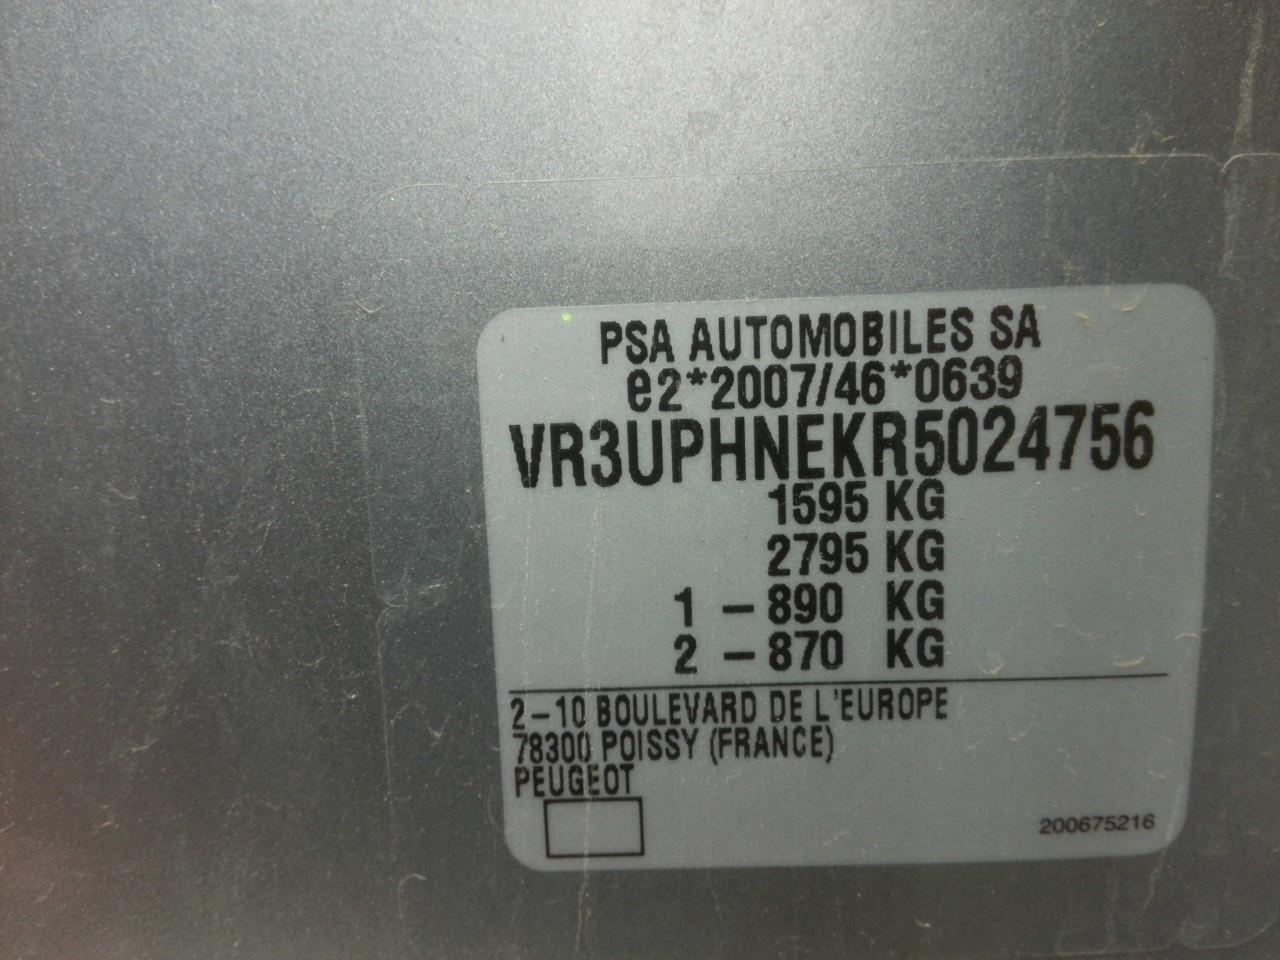 PSA AUTOMOBILES SA
e2*2007/46*0639
VR3UPHNEKR5024756
1595 KG
2795 KG
1 -890 KG
2 -870 KG
2-10 BOULEVARD DE L'EUROPE
78300 POISSY (FRANCE)
PEUGEOT
200675216